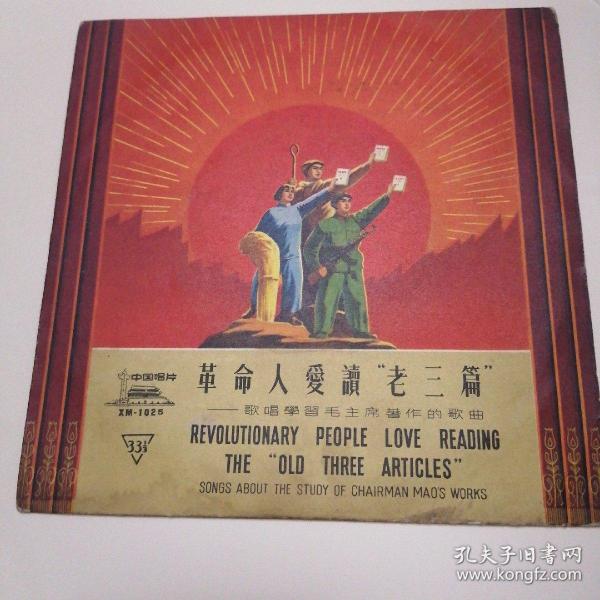 中国唱片
XM-1025
33⅓
革命人愛讀“老三篇”
——歌唱學習毛主席著作的歌曲
REVOLUTIONARY PEOPLE LOVE READING
THE “OLD THREE ARTICLES”
SONGS ABOUT THE STUDY OF CHAIRMAN MAO'S WORKS
孔夫子旧书网
www.kongfz.com